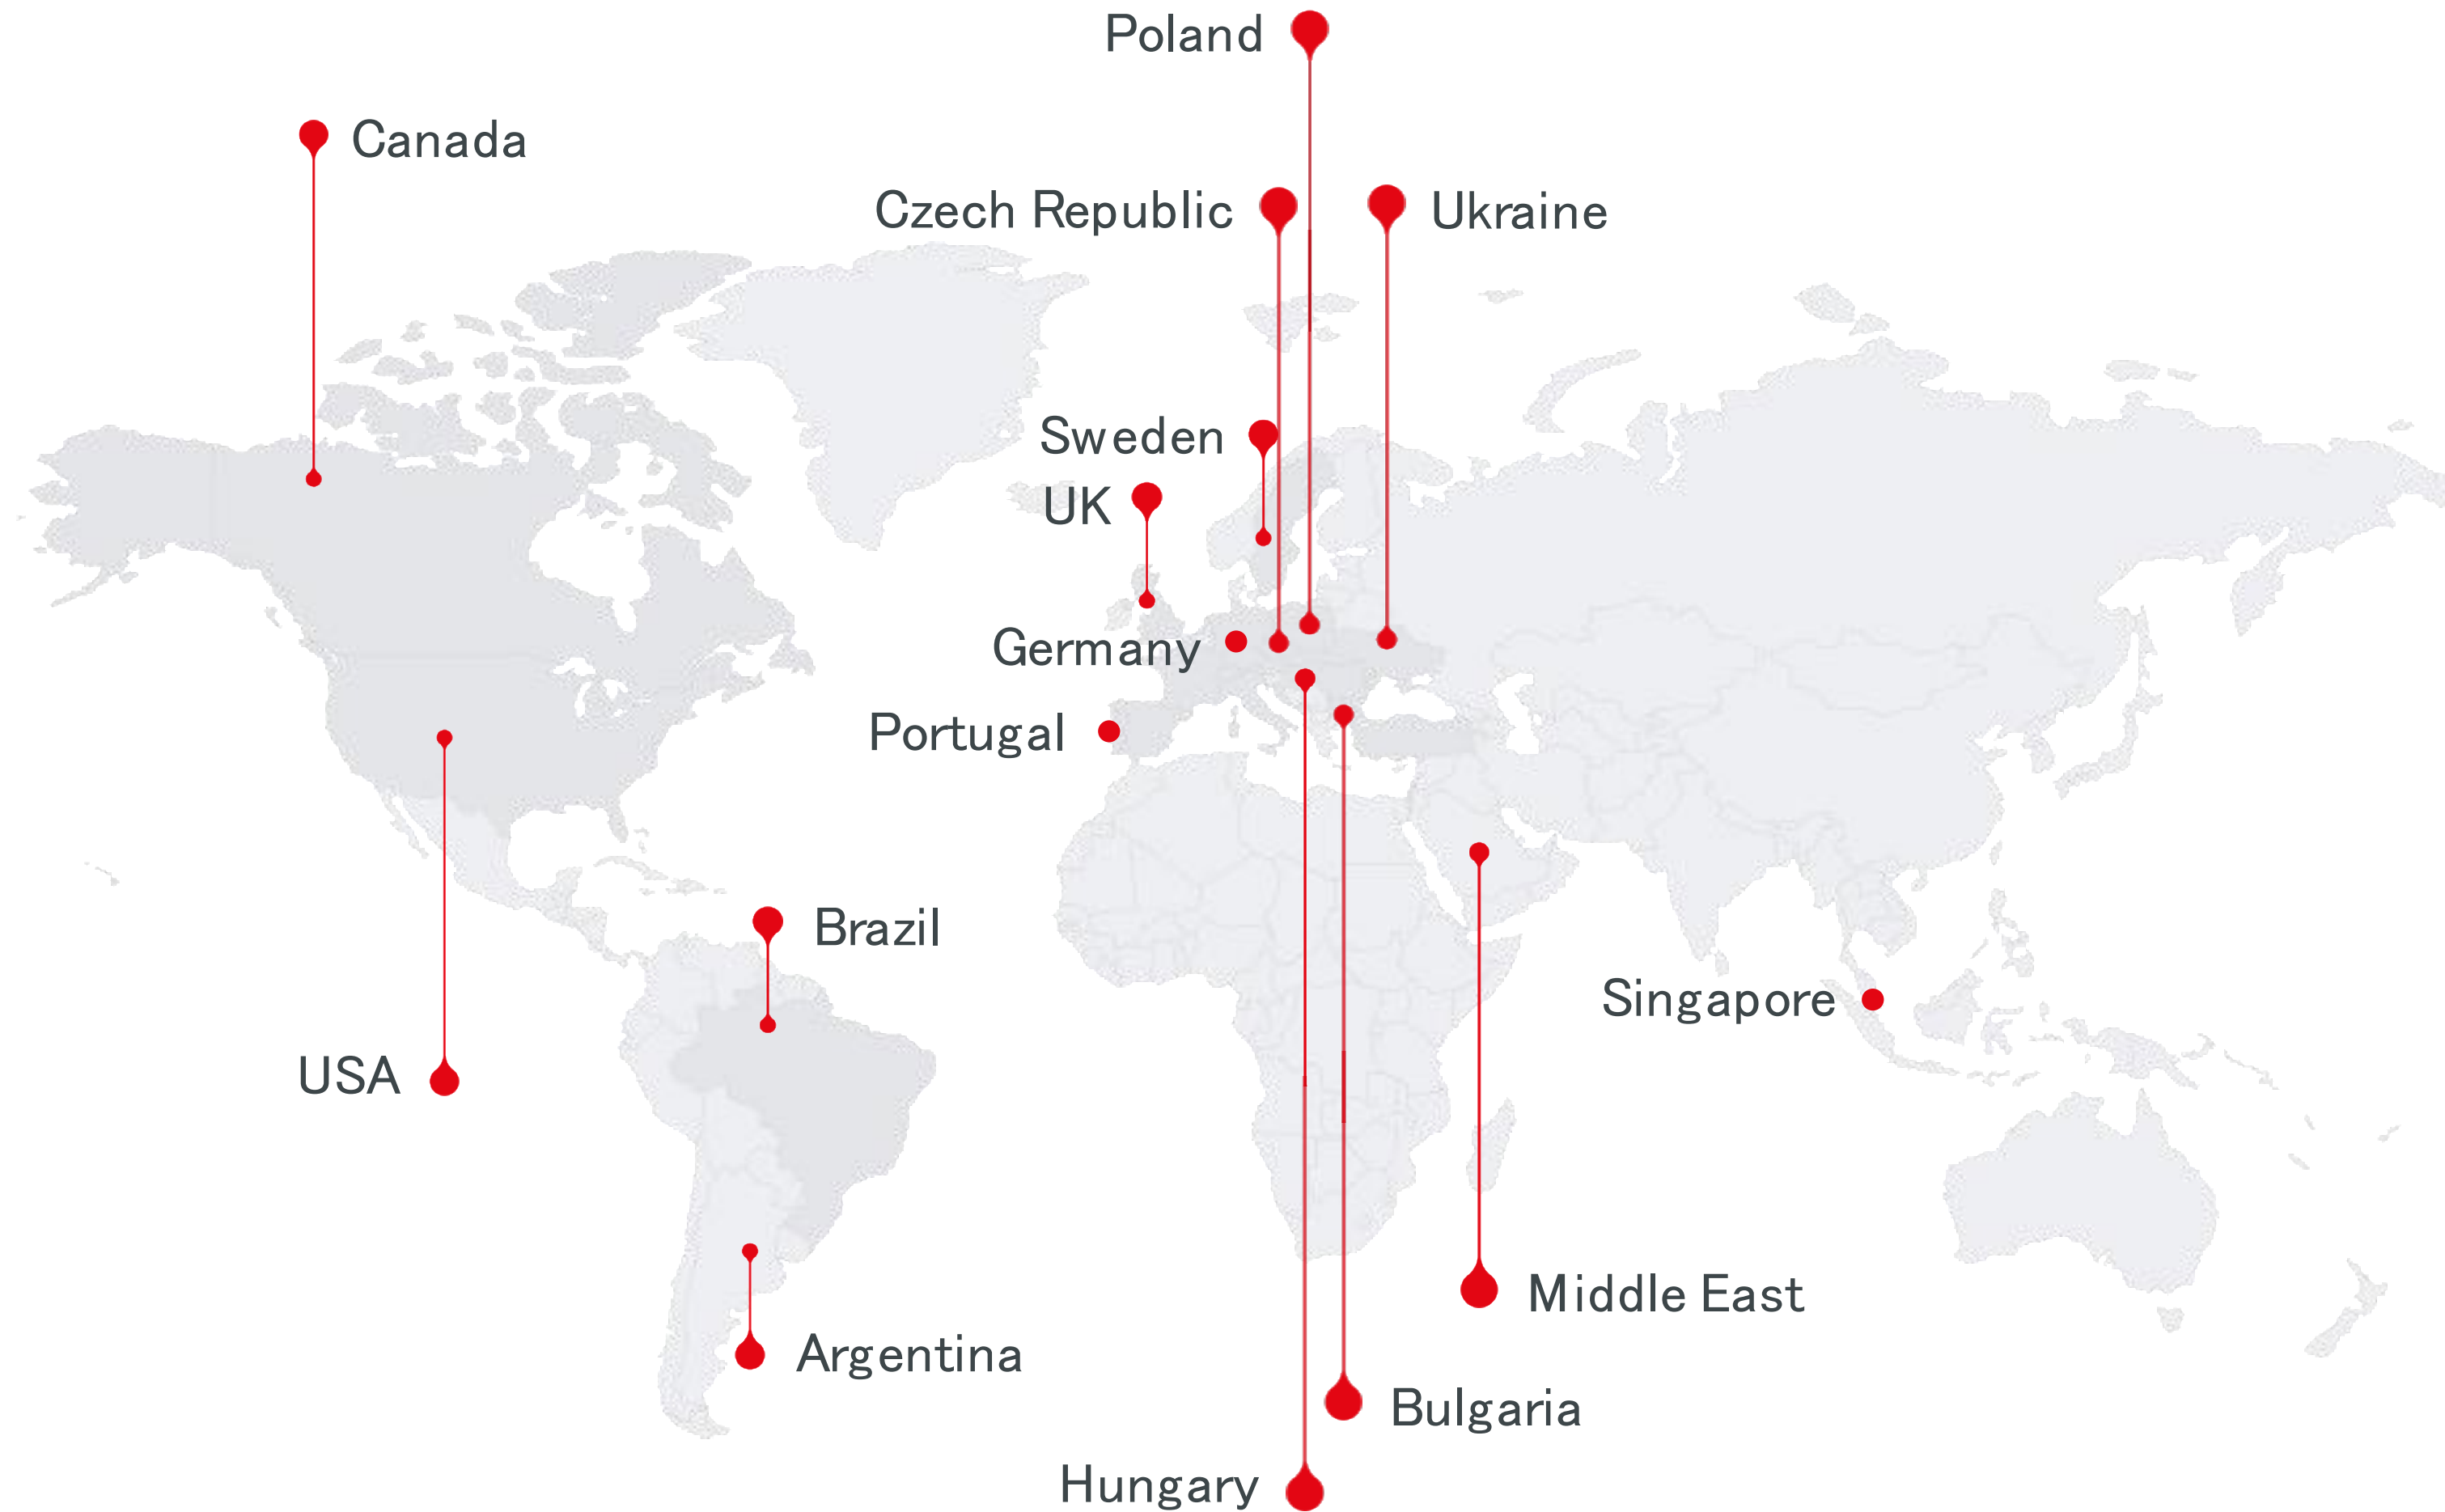 Poland
Canada
Czech Republic
Ukraine
Sweden
UK
Germany
Portugal
Brazil
Singapore
USA
Middle East
Argentina
Bulgaria
Hungary